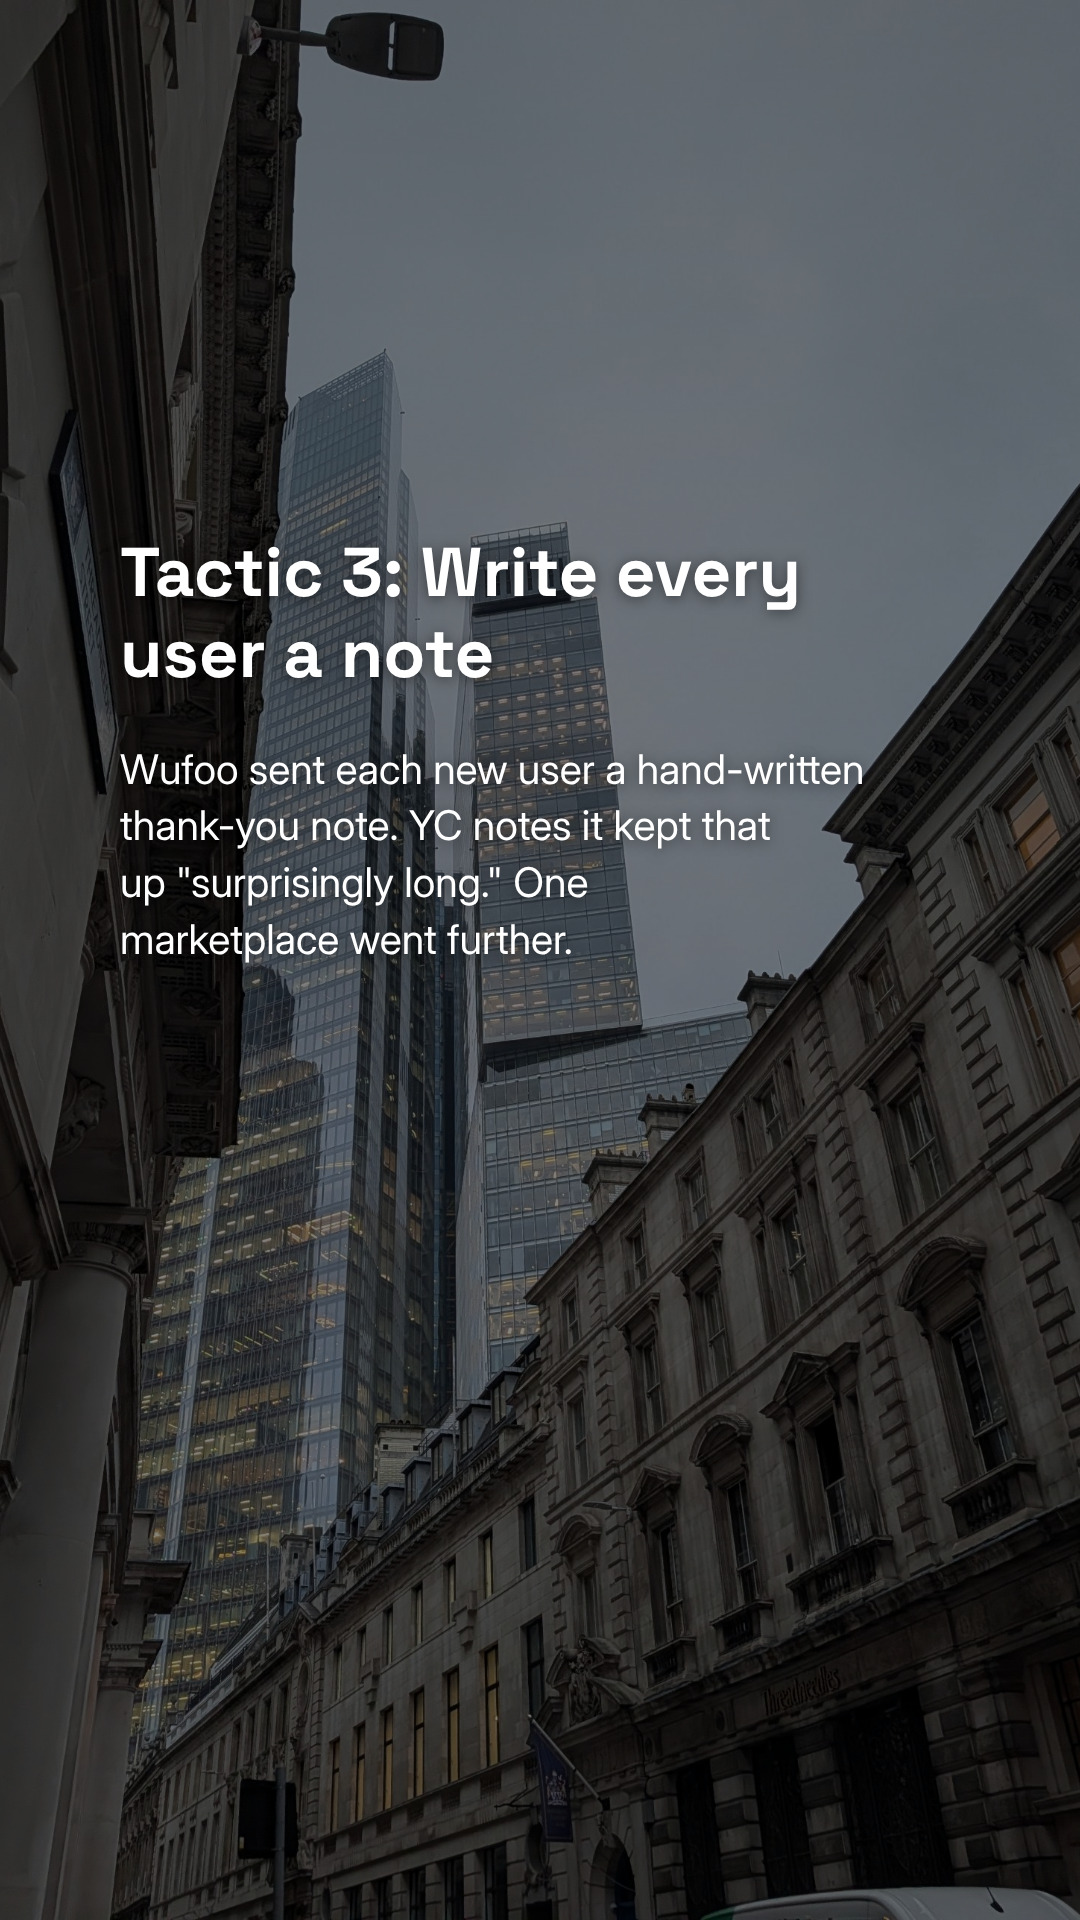 Tactic 3: Write every
user a note
Wufoo sent each new user a hand-written
thank-you note. YC notes it kept that
up "surprisingly long." One
marketplace went further.
Threadneedles